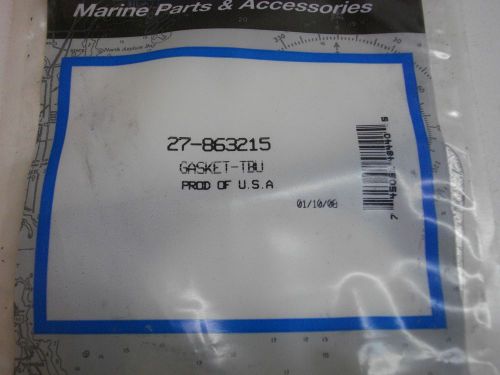 Marine Parts & Accessories
27-863215
GASKET-TBU
PROD OF U.S.A
01/10/08